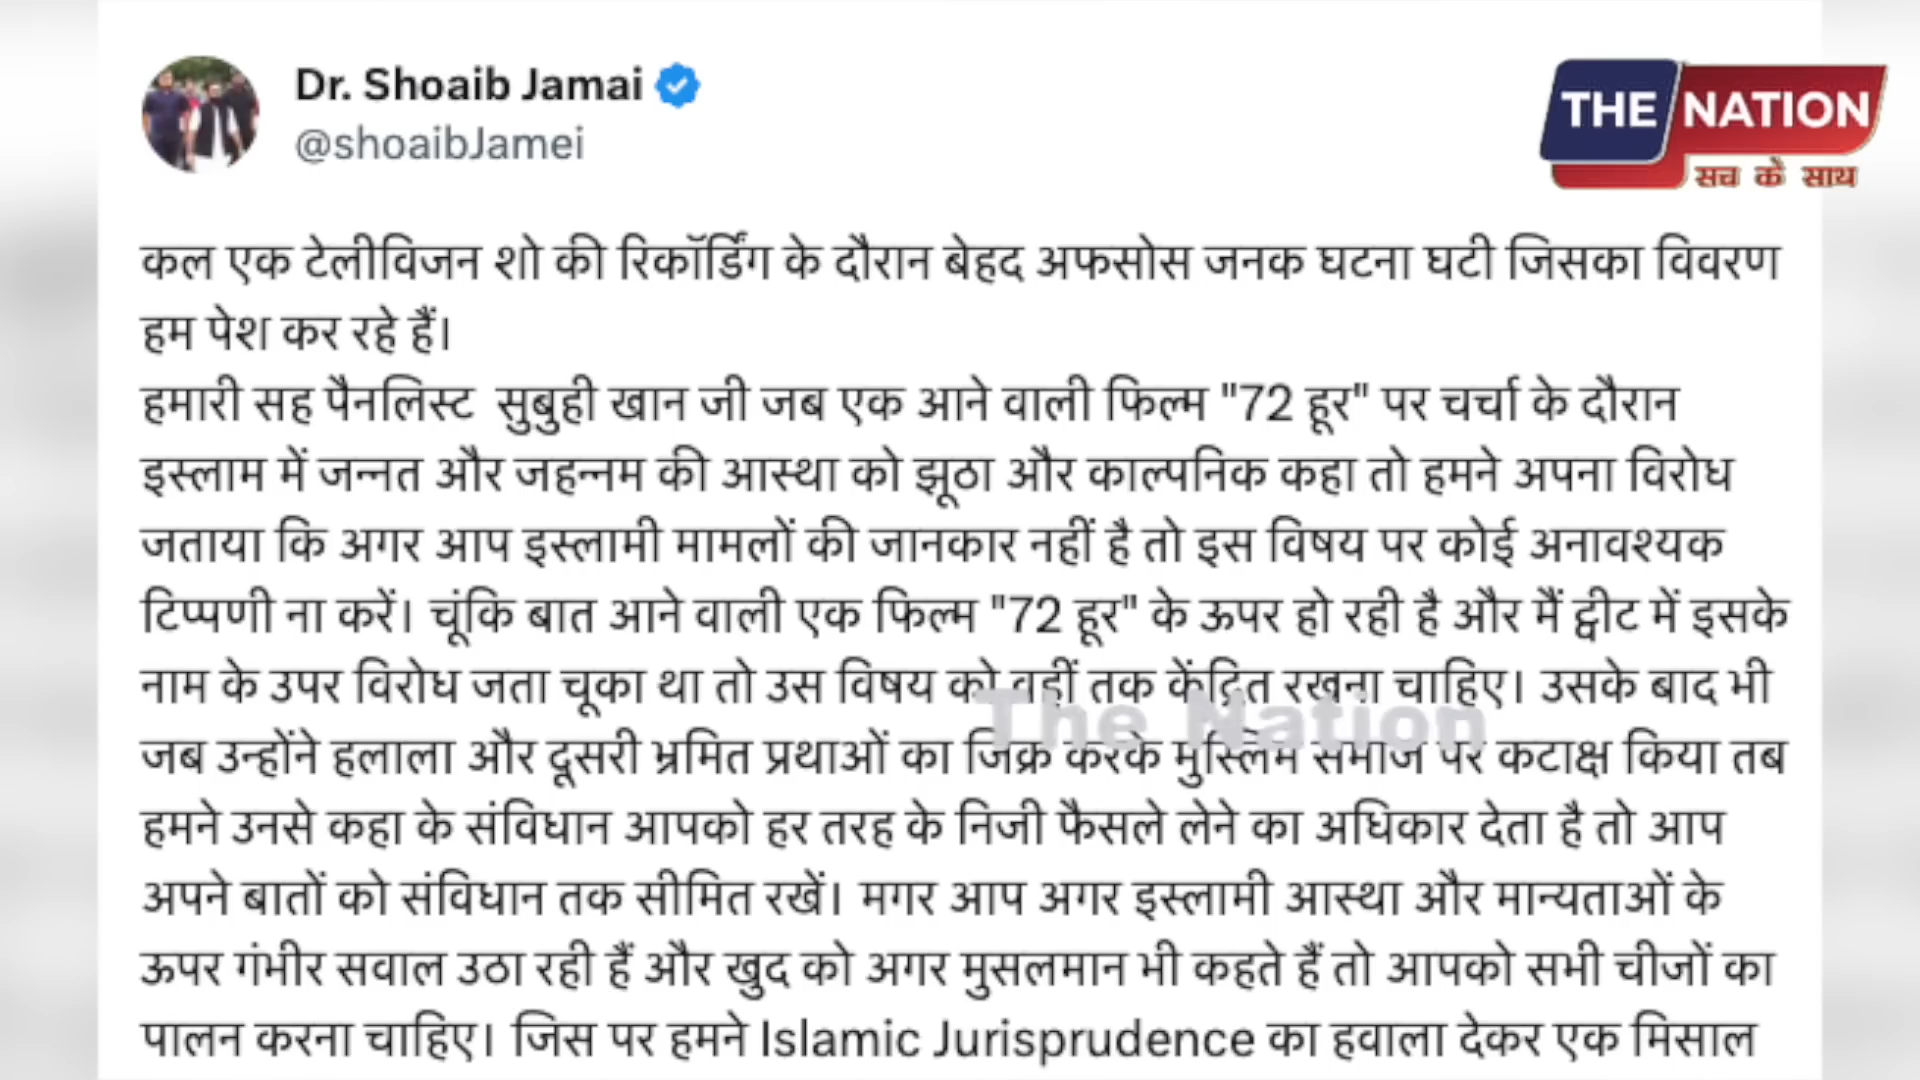 Dr. Shoaib Jamai
@shoaibJamei
THE NATION
सच के साथ
कल एक टेलीविजन शो की रिकॉर्डिंग के दौरान बेहद अफसोस जनक घटना घटी जिसका विवरण
हम पेश कर रहे हैं।
हमारी सह पैनलिस्ट सुबुही खान जी जब एक आने वाली फिल्म "72 हूर" पर चर्चा के दौरान
इस्लाम में जन्नत और जहन्नम की आस्था को झूठा और काल्पनिक कहा तो हमने अपना विरोध
जताया कि अगर आप इस्लामी मामलों की जानकार नहीं है तो इस विषय पर कोई अनावश्यक
टिप्पणी ना करें। चूंकि बात आने वाली एक फिल्म "72 हूर" के ऊपर हो रही है और मैं ट्वीट में इसके
नाम के उपर विरोध जता चूका था तो उस विषय को वहीं तक केंद्रित रखना चाहिए। उसके बाद भी
The Nation
जब उन्होंने हलाला और दूसरी भ्रमित प्रथाओं का जिक्र करके मुस्लिम समाज पर कटाक्ष किया तब
हमने उनसे कहा के संविधान आपको हर तरह के निजी फैसले लेने का अधिकार देता है तो आप
अपने बातों को संविधान तक सीमित रखें। मगर आप अगर इस्लामी आस्था और मान्यताओं के
ऊपर गंभीर सवाल उठा रही हैं और खुद को अगर मुसलमान भी कहते हैं तो आपको सभी चीजों का
पालन करना चाहिए। जिस पर हमने Islamic Jurisprudence का हवाला देकर एक मिसाल